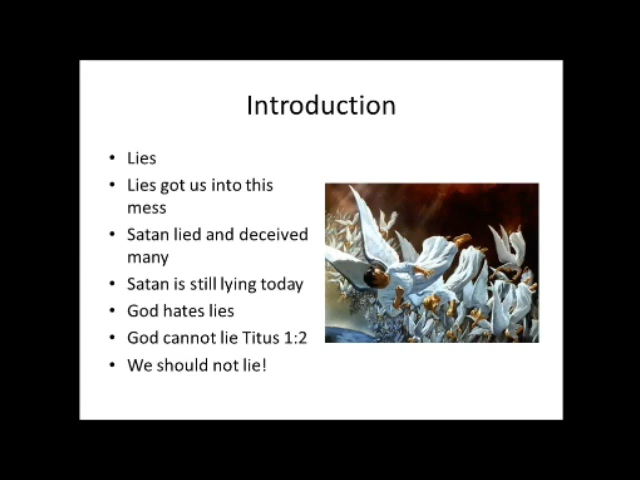 Introduction
• Lies
• Lies got us into this
mess
• Satan lied and deceived
many
• Satan is still lying today
• God hates lies
• God cannot lie Titus 1:2
• We should not lie!